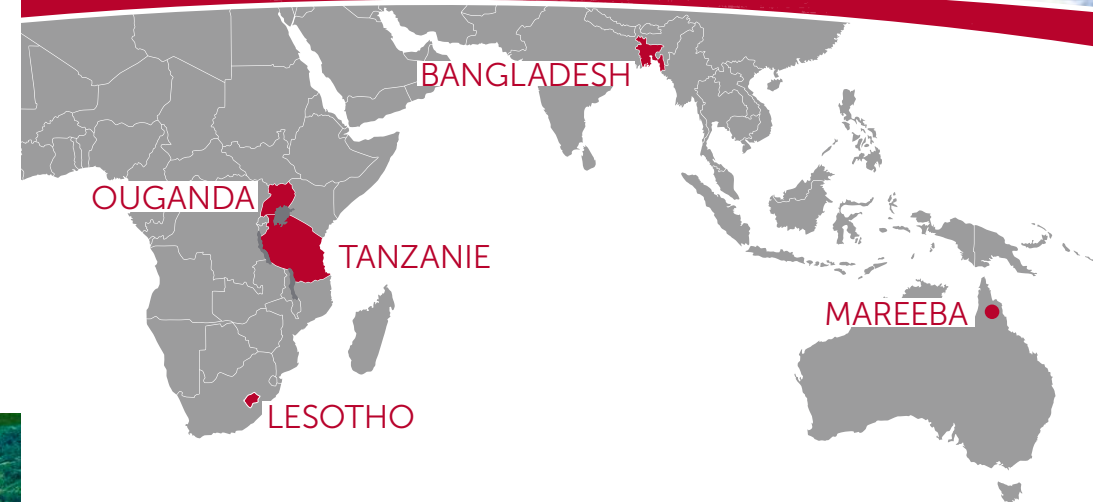 BANGLADESH
OUGANDA
TANZANIE
MAREEBA
LESOTHO